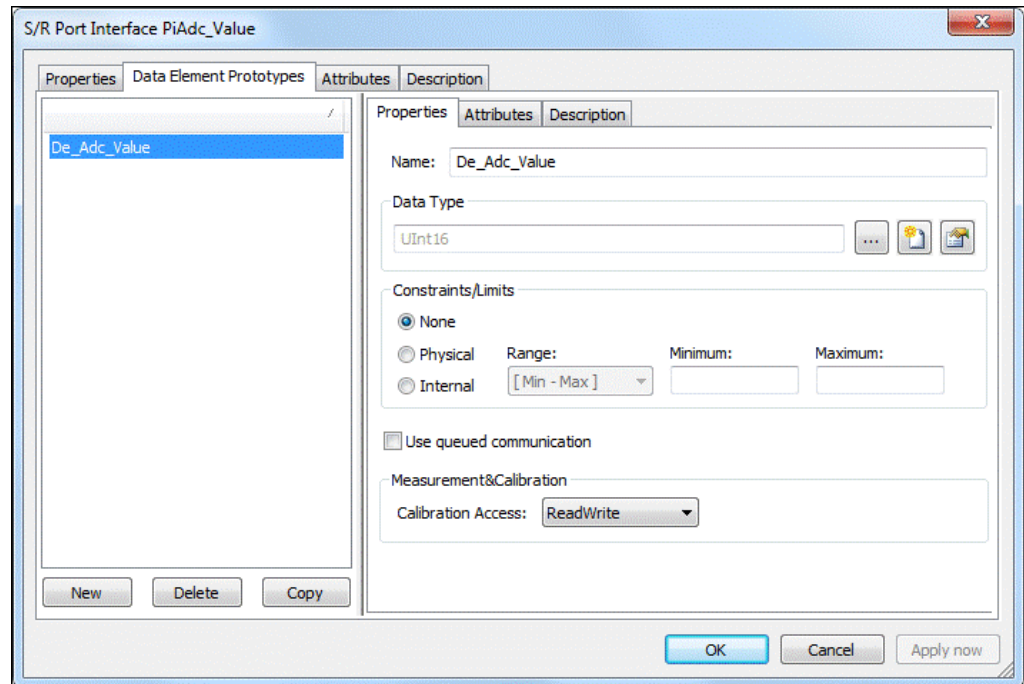 S/R Port Interface PiAdc_Value
Properties Data Element Prototypes Attributes Description
De_Adc_Value
New Delete Copy
Properties Attributes Description
Name: De_Adc_Value
Data Type
UInt16 ...
Constraints/Limits
None
Physical Range: Minimum: Maximum:
Internal [ Min - Max ]
Use queued communication
Measurement&Calibration
Calibration Access: ReadWrite
OK Cancel Apply now